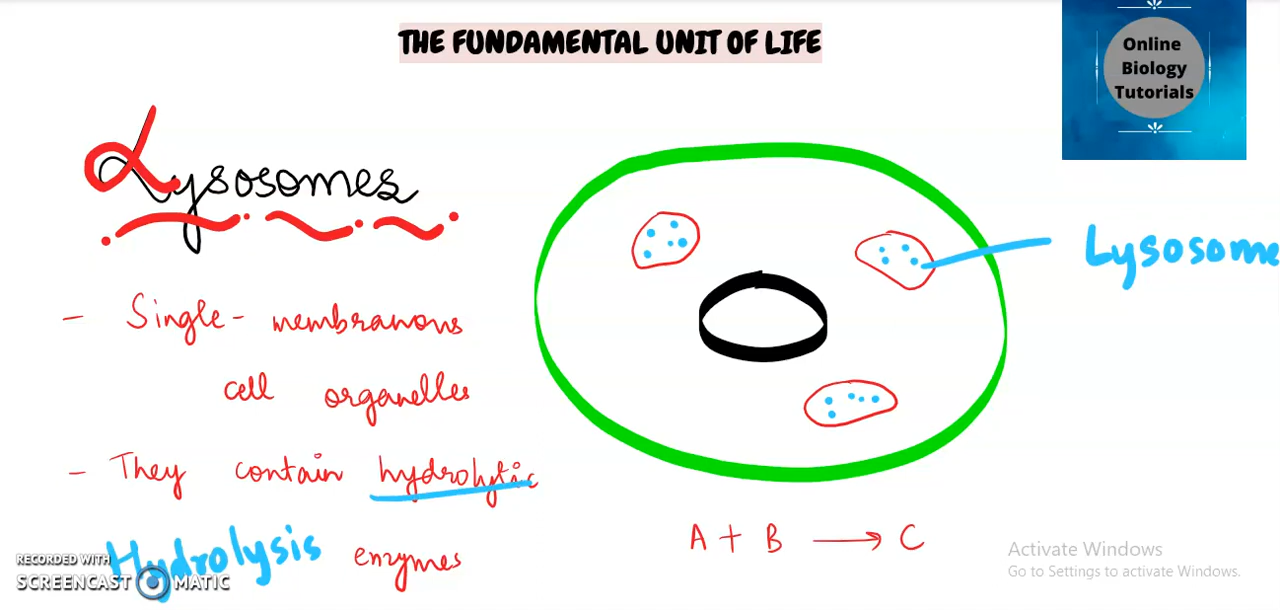 THE FUNDAMENTAL UNIT OF LIFE
Online
Biology
Tutorials
Lysosomes
Lysosome
- Single-membranous
cell organelles
- They contain hydrolytic
Hydrolysis enzymes
A + B → C
RECORDED WITH
SCREENCAST MATIC
Activate Windows
Go to Settings to activate Windows.